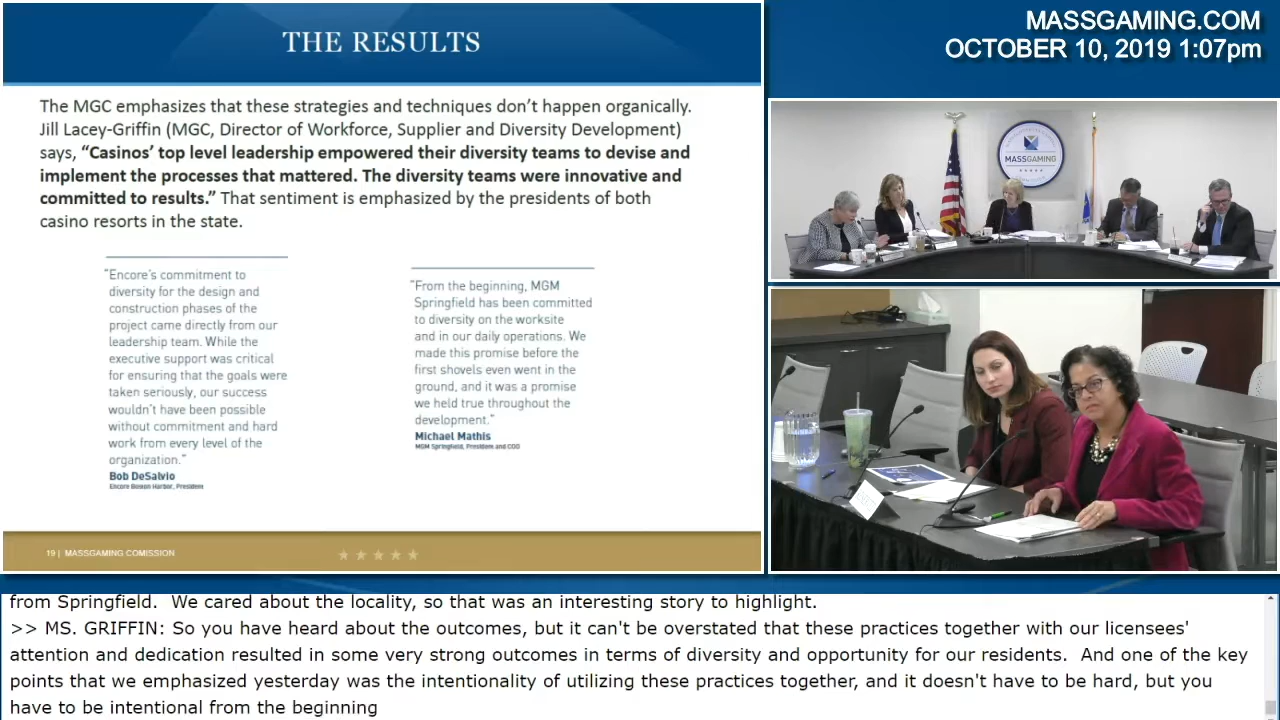 THE RESULTS
The MGC emphasizes that these strategies and techniques don't happen organically.
Jill Lacey-Griffin (MGC, Director of Workforce, Supplier and Diversity Development)
says, “Casinos’ top level leadership empowered their diversity teams to devise and
implement the processes that mattered. The diversity teams were innovative and
committed to results.” That sentiment is emphasized by the presidents of both
casino resorts in the state.
“Encore’s commitment to
diversity for the design and
construction phases of the
project came directly from our
leadership team. While the
executive support was critical
for ensuring that the goals were
taken seriously, our success
wouldn’t have been possible
without commitment and hard
work from every level of the
organization.”
Bob DeSalvio
Encore Boston Harbor, President
“From the beginning, MGM
Springfield has been committed
to diversity on the worksite
and in our daily operations. We
made this promise before the
first shovels even went in the
ground, and it was a promise
we held true throughout the
development.”
Michael Mathis
MGM Springfield, President and COO
19 | MASSGAMING COMISSION
MASSGAMING.COM
OCTOBER 10, 2019 1:07pm
MASSGAMING
from Springfield. We cared about the locality, so that was an interesting story to highlight.
>> MS. GRIFFIN: So you have heard about the outcomes, but it can't be overstated that these practices together with our licensees'
attention and dedication resulted in some very strong outcomes in terms of diversity and opportunity for our residents. And one of the key
points that we emphasized yesterday was the intentionality of utilizing these practices together, and it doesn't have to be hard, but you
have to be intentional from the beginning